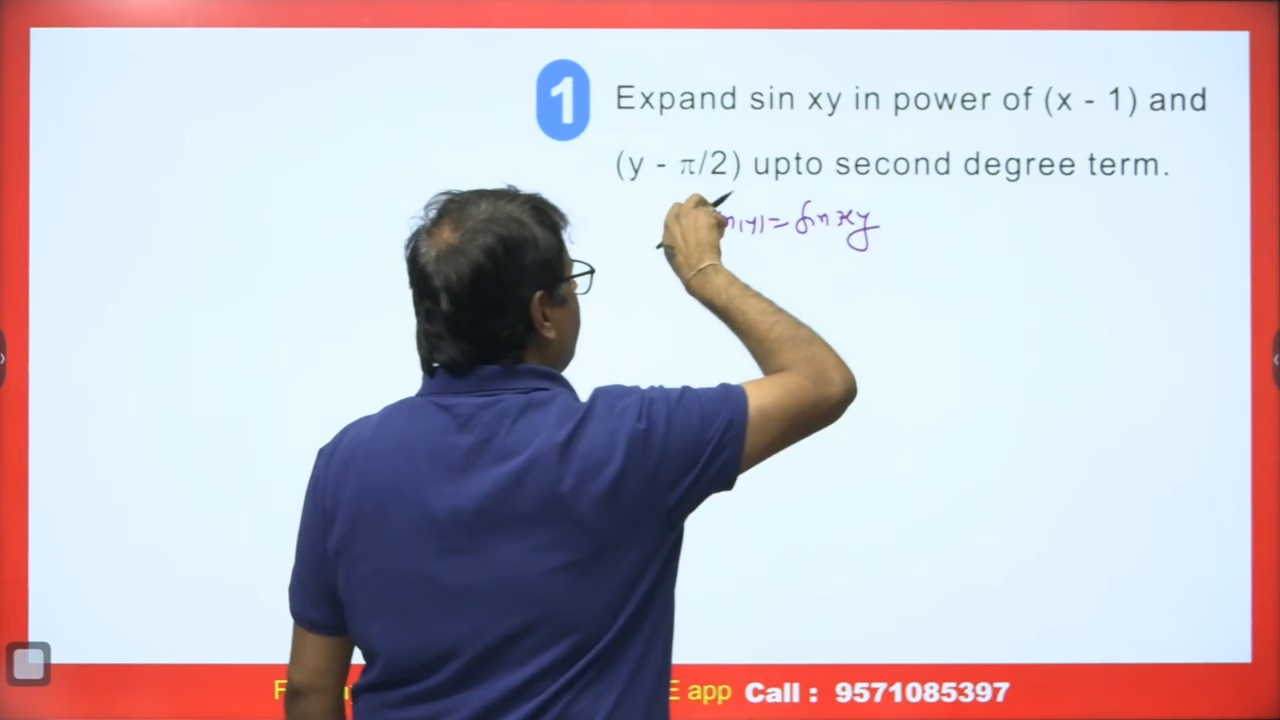 1
Expand sin xy in power of (x - 1) and
(y - π/2) upto second degree term.
= sin xy
E app Call : 9571085397